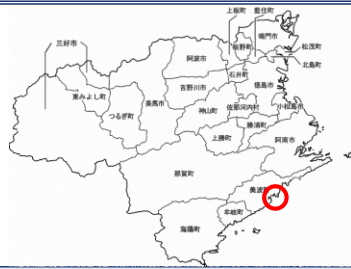 上板町 藍住町
三好市
鳴門市
松茂町
板野町
北島町
阿波市
石井町
東みよし町
美馬市
吉野川市
徳島市
つるぎ町
神山町
佐那河内村
小松島市
勝浦町
上勝町
阿南市
那賀町
美波町
牟岐町
海陽町